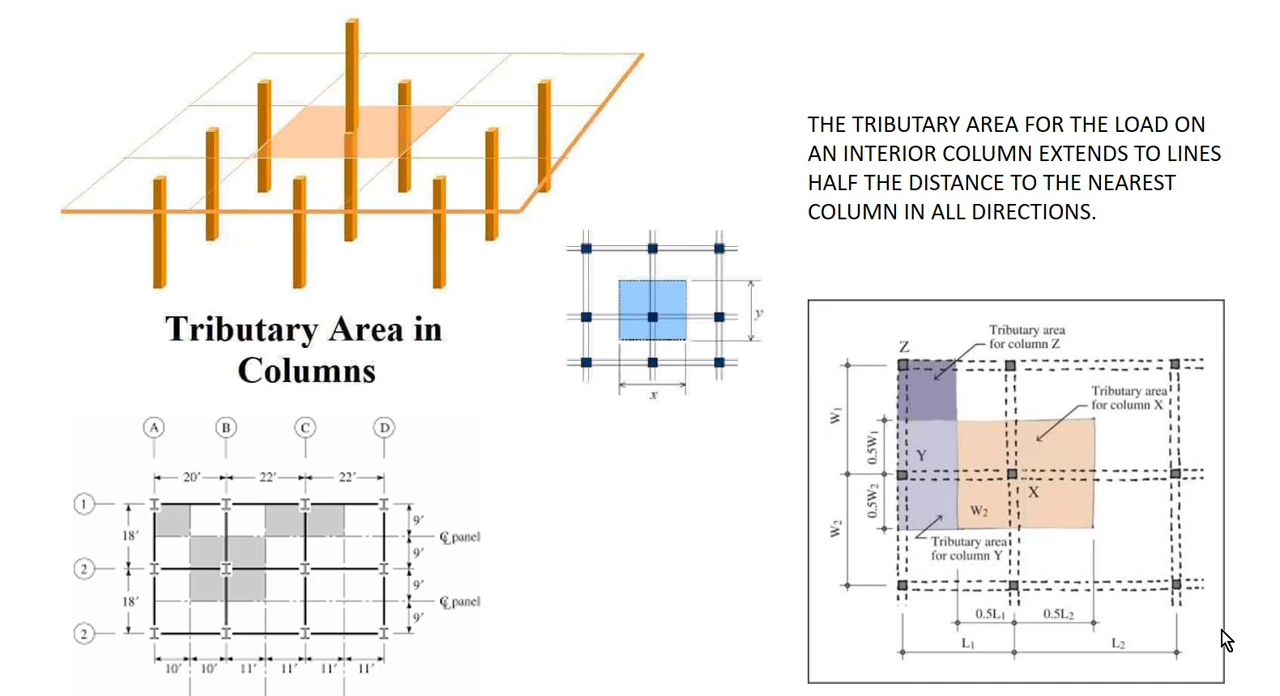 THE TRIBUTARY AREA FOR THE LOAD ON
AN INTERIOR COLUMN EXTENDS TO LINES
HALF THE DISTANCE TO THE NEAREST
COLUMN IN ALL DIRECTIONS.
Tributary Area in
Columns
y
x
A B C D
20' 22' 22'
1
18'
2
18'
2
9'
℄ panel
9'
9'
℄ panel
9'
10' 10' 11' 11' 11' 11'
Tributary area
for column Z
Z
Tributary area
for column X
W1
0.5W1
Y
X
W2
0.5W2
W2
Tributary area
for column Y
0.5L1 0.5L2
L1 L2